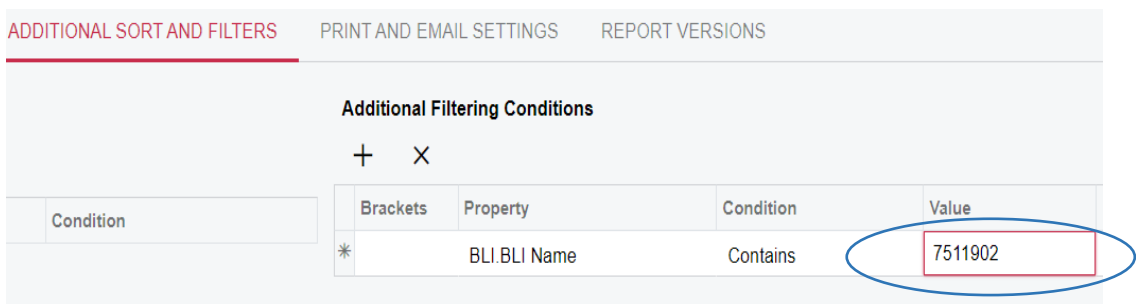 ADDITIONAL SORT AND FILTERS PRINT AND EMAIL SETTINGS REPORT VERSIONS
Additional Filtering Conditions
Condition
Brackets Property Condition Value
BLI.BLI Name Contains 7511902